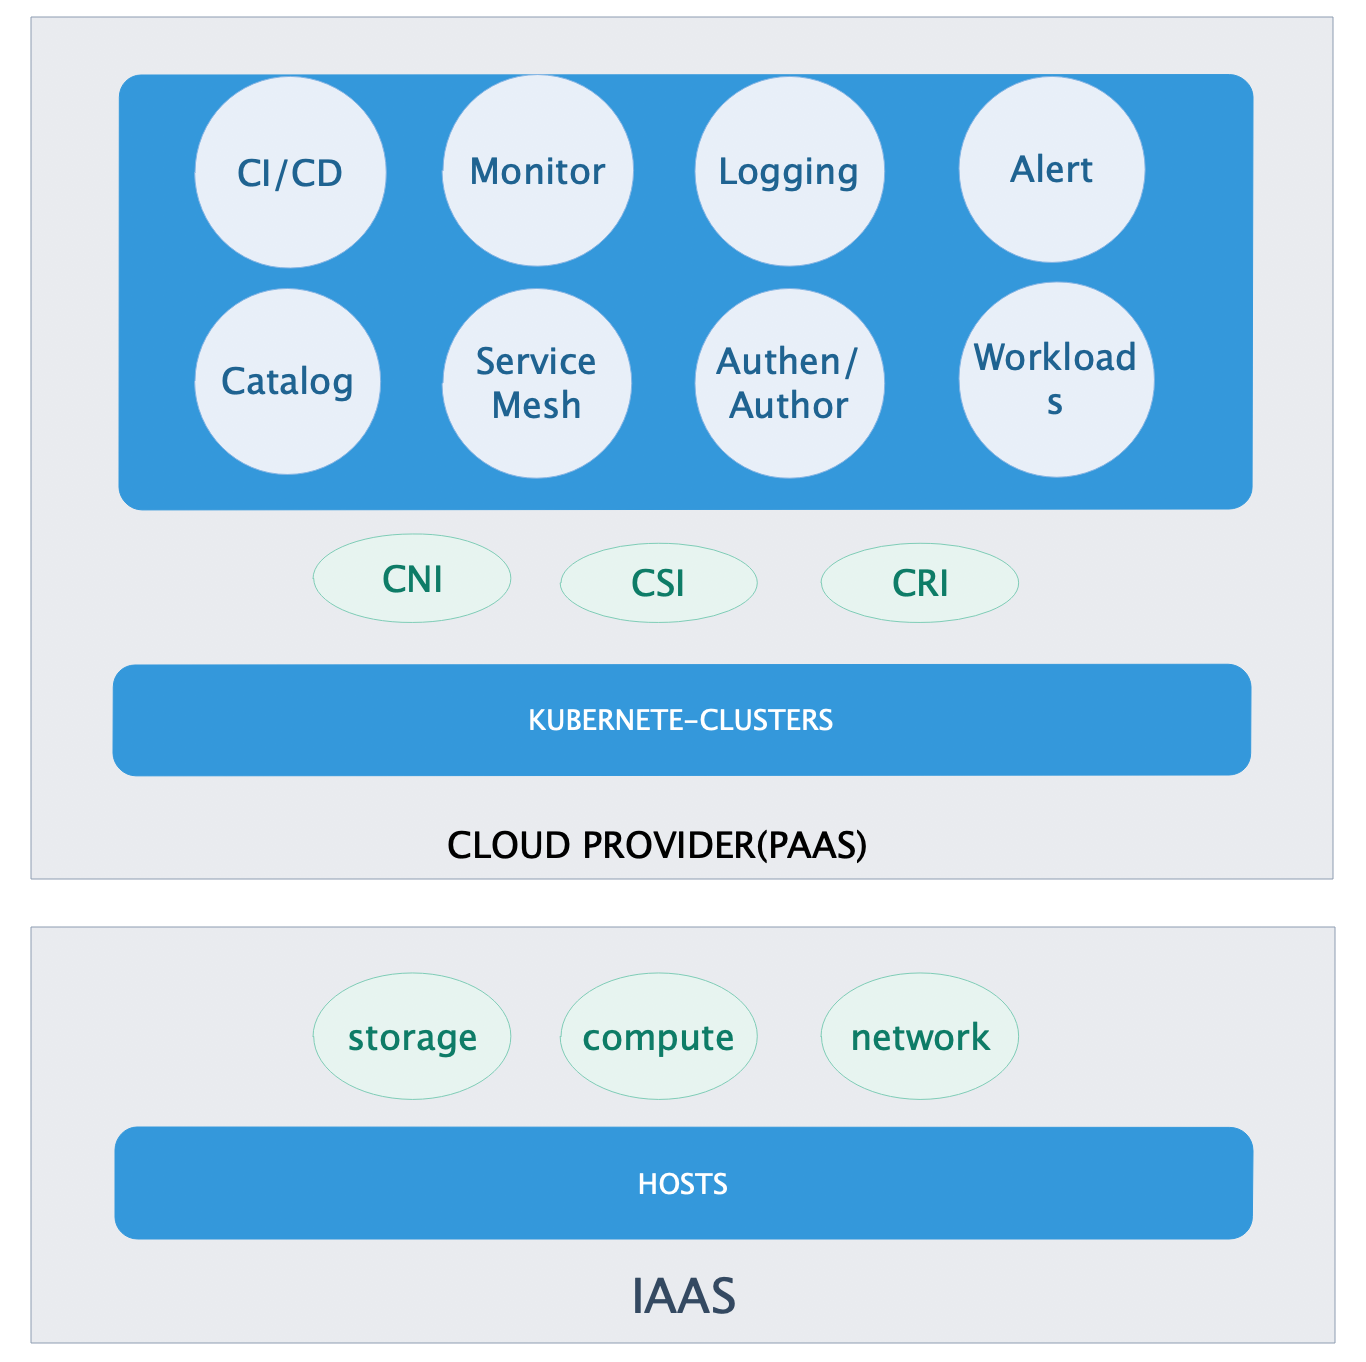 CI/CD
Monitor
Logging
Alert
Catalog
Service
Mesh
Authen/
Author
Workload
s
CNI
CSI
CRI
KUBERNETE-CLUSTERS
CLOUD PROVIDER(PAAS)
storage
compute
network
HOSTS
IAAS